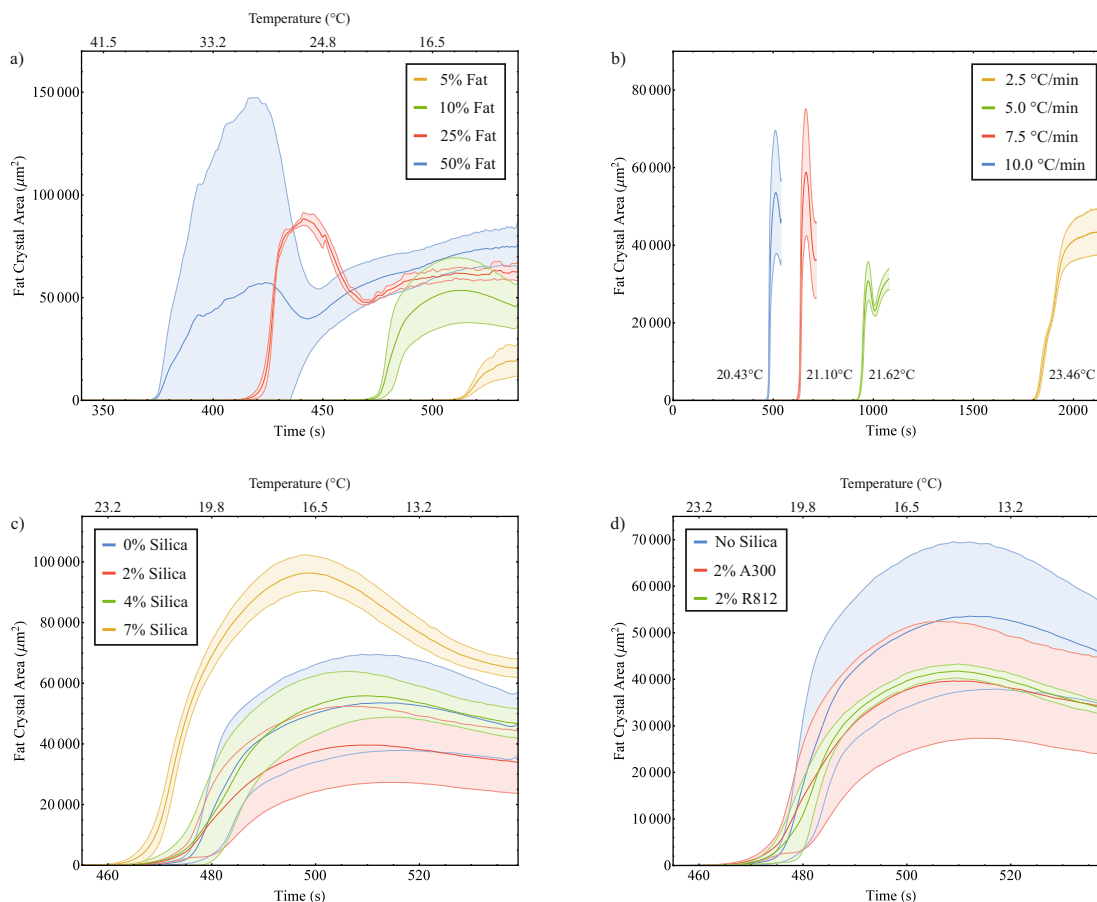 a)
Temperature (°C)
41.5 33.2 24.8 16.5
Fat Crystal Area (μm²)
150 000
100 000
50 000
0
5% Fat
10% Fat
25% Fat
50% Fat
350 400 450 500
Time (s)
b)
Fat Crystal Area (μm²)
80 000
60 000
40 000
20 000
0
2.5 °C/min
5.0 °C/min
7.5 °C/min
10.0 °C/min
20.43°C 21.10°C 21.62°C 23.46°C
0 500 1000 1500 2000
Time (s)
c)
Temperature (°C)
23.2 19.8 16.5 13.2
Fat Crystal Area (μm²)
100 000
80 000
60 000
40 000
20 000
0
0% Silica
2% Silica
4% Silica
7% Silica
460 480 500 520
Time (s)
d)
Temperature (°C)
23.2 19.8 16.5 13.2
Fat Crystal Area (μm²)
70 000
60 000
50 000
40 000
30 000
20 000
10 000
0
No Silica
2% A300
2% R812
460 480 500 520
Time (s)